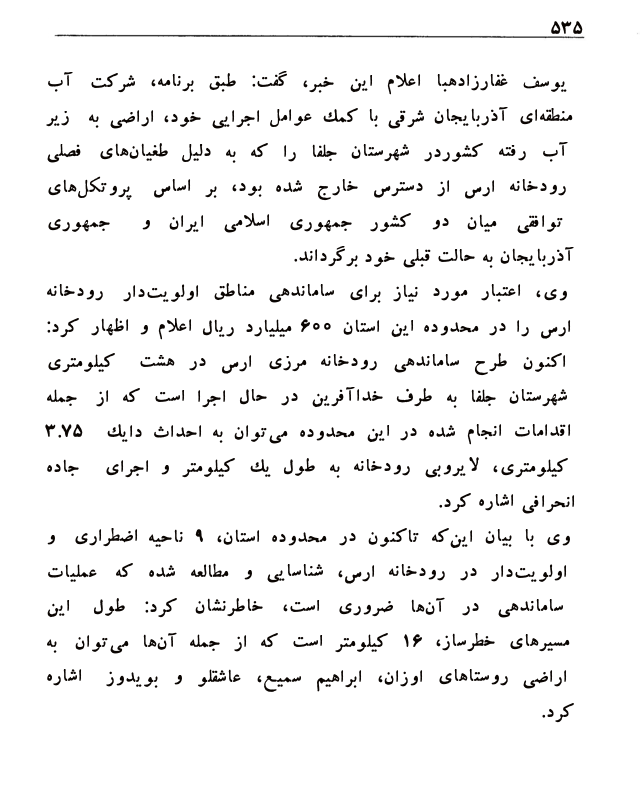 ۵۳۵
یوسف غفارزادهبا اعلام این خبر، گفت: طبق برنامه، شرکت آب
منطقه‌ای آذربایجان شرقی با کمك عوامل اجرایی خود، اراضی به زیر
آب رفته کشوردر شهرستان جلفا را که به دلیل طغیان‌های فصلی
رودخانه ارس از دسترس خارج شده بود، بر اساس پروتکل‌های
توافقی میان دو کشور جمهوری اسلامی ایران و جمهوری
آذربایجان به حالت قبلی خود برگرداند.
وی، اعتبار مورد نیاز برای ساماندهی مناطق اولویت‌دار رودخانه
ارس را در محدوده این استان ۶۰۰ میلیارد ریال اعلام و اظهار کرد:
اکنون طرح ساماندهی رودخانه مرزی ارس در هشت کیلومتری
شهرستان جلفا به طرف خداآفرین در حال اجرا است که از جمله
اقدامات انجام شده در این محدوده می‌توان به احداث دایك ۳.۷۵
کیلومتری، لایروبی رودخانه به طول یك کیلومتر و اجرای جاده
انحرافی اشاره کرد.
وی با بیان این‌که تاکنون در محدوده استان، ۹ ناحیه اضطراری و
اولویت‌دار در رودخانه ارس، شناسایی و مطالعه شده که عملیات
ساماندهی در آن‌ها ضروری است، خاطرنشان کرد: طول این
مسیرهای خطرساز، ۱۶ کیلومتر است که از جمله آن‌ها می‌توان به
اراضی روستاهای اوزان، ابراهیم سمیع، عاشقلو و بویدوز اشاره
کرد.